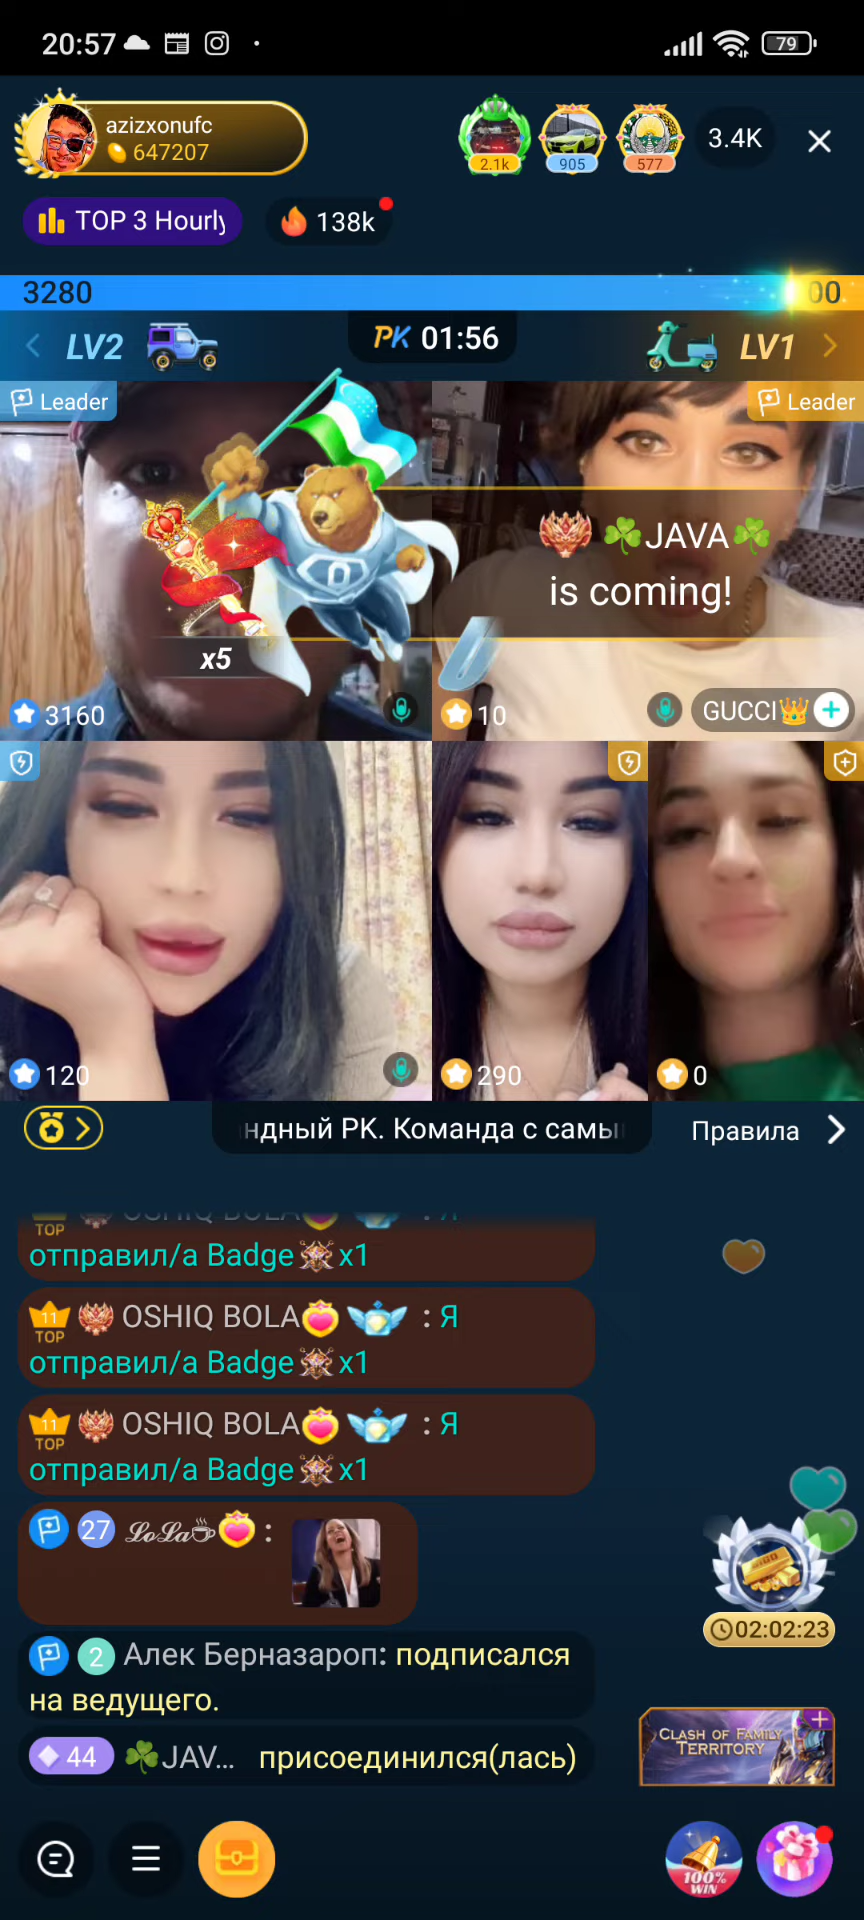 20:57
79
azizxonufc
647207
2.1k
905
577
3.4K
TOP 3 Hourly
138k
3280
00
LV2
PK 01:56
LV1
Leader
Leader
☘JAVA☘
is coming!
x5
3160
10
GUCCI👑
120
290
0
ндный PK. Команда с самы
Правила
TOP
отправил/а Badge x1
11
TOP
OSHIQ BOLA : Я
отправил/а Badge x1
11
TOP
OSHIQ BOLA : Я
отправил/а Badge x1
27 𝓛𝓸𝓛𝓪☕ :
2 Алек Берназароп: подписался
на ведущего.
44 ☘JAV... присоединился(лась)
02:02:23
CLASH OF FAMILY
TERRITORY
100%
WIN